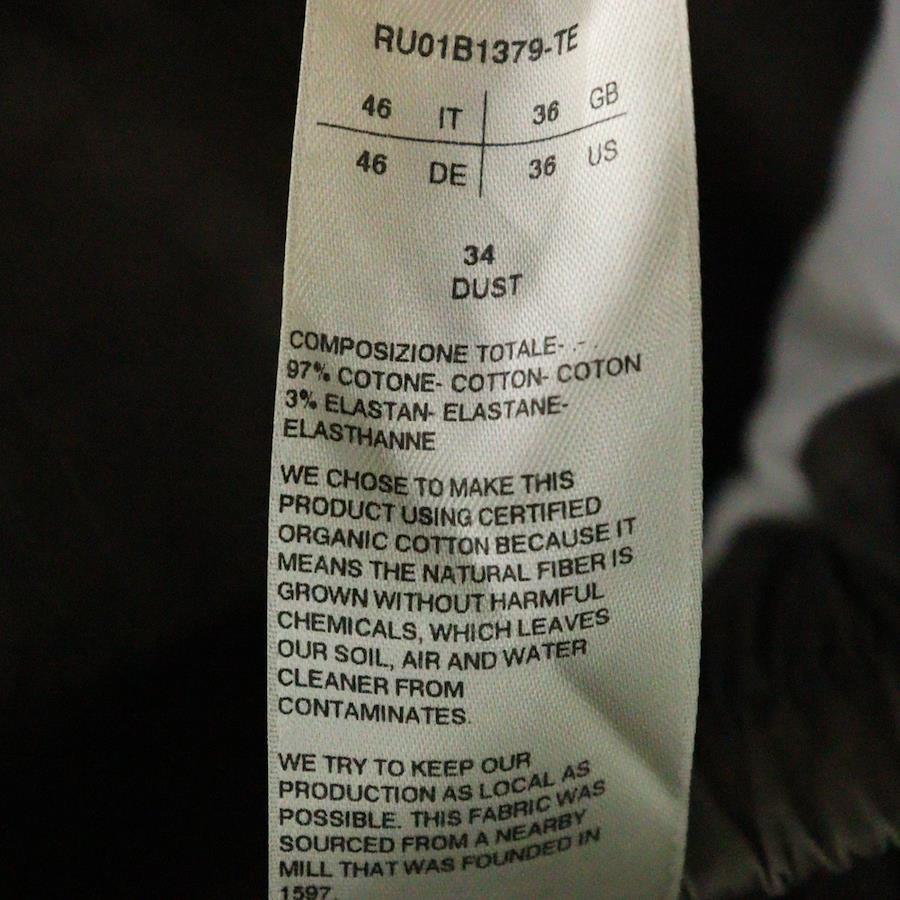 RU01B1379-TE
46 IT 36 GB
46 DE 36 US
34
DUST
COMPOSIZIONE TOTALE- .-
97% COTONE- COTTON- COTON
3% ELASTAN- ELASTANE-
ELASTHANNE
WE CHOSE TO MAKE THIS
PRODUCT USING CERTIFIED
ORGANIC COTTON BECAUSE IT
MEANS THE NATURAL FIBER IS
GROWN WITHOUT HARMFUL
CHEMICALS, WHICH LEAVES
OUR SOIL, AIR AND WATER
CLEANER FROM
CONTAMINATES.
WE TRY TO KEEP OUR
PRODUCTION AS LOCAL AS
POSSIBLE. THIS FABRIC WAS
SOURCED FROM A NEARBY
MILL THAT WAS FOUNDED IN
1597.